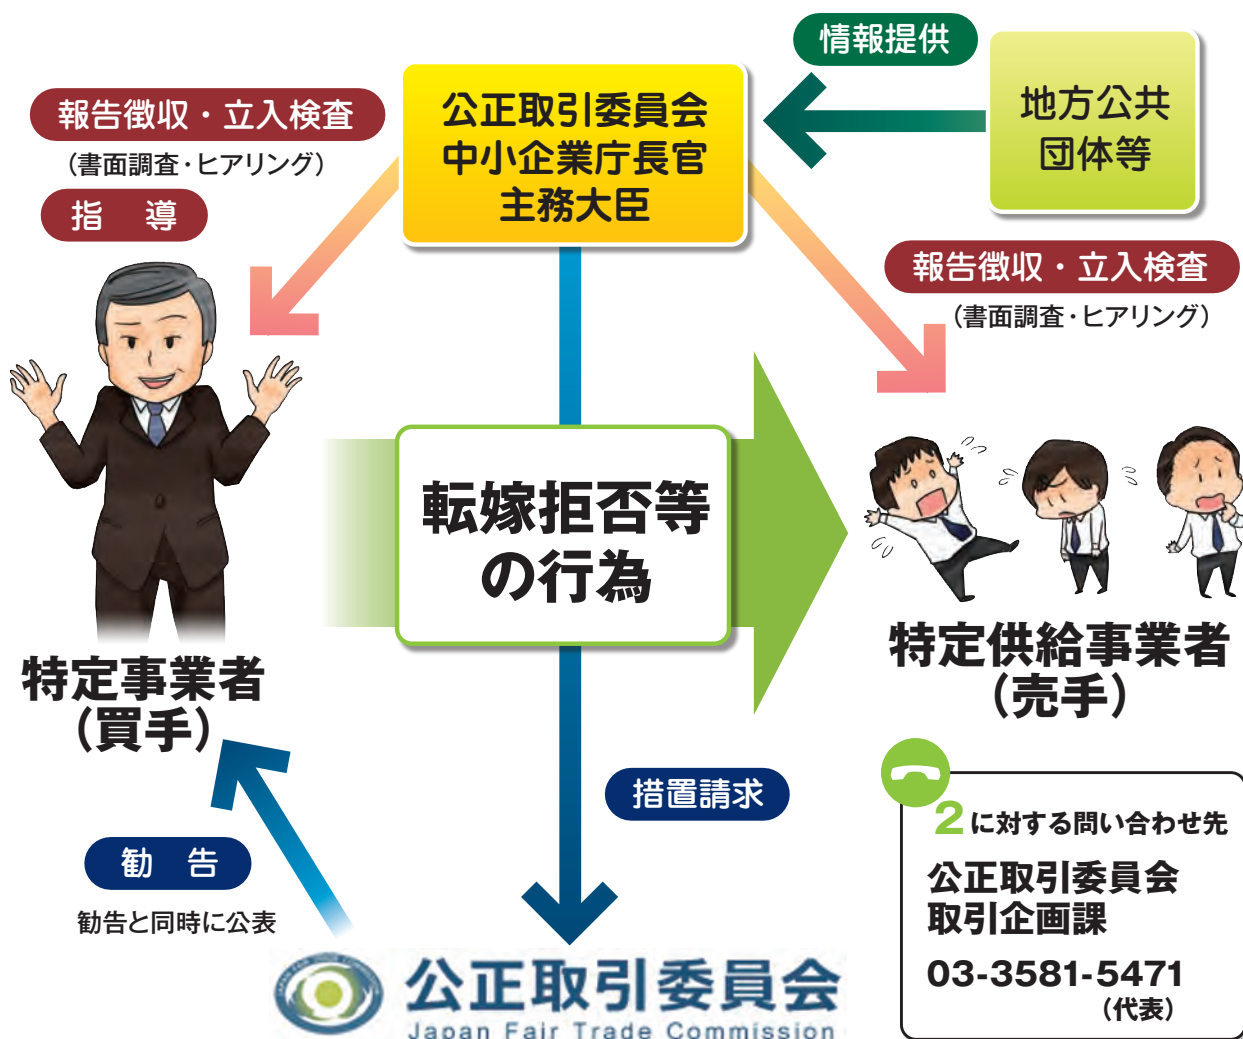 情報提供
地方公共
団体等
公正取引委員会
中小企業庁長官
主務大臣
報告徴収・立入検査
(書面調査・ヒアリング)
指　導
報告徴収・立入検査
(書面調査・ヒアリング)
転嫁拒否等
の行為
特定事業者
(買手)
特定供給事業者
(売手)
措置請求
勧　告
勧告と同時に公表
2に対する問い合わせ先
公正取引委員会
取引企画課
03-3581-5471
(代表)
公正取引委員会
Japan Fair Trade Commission